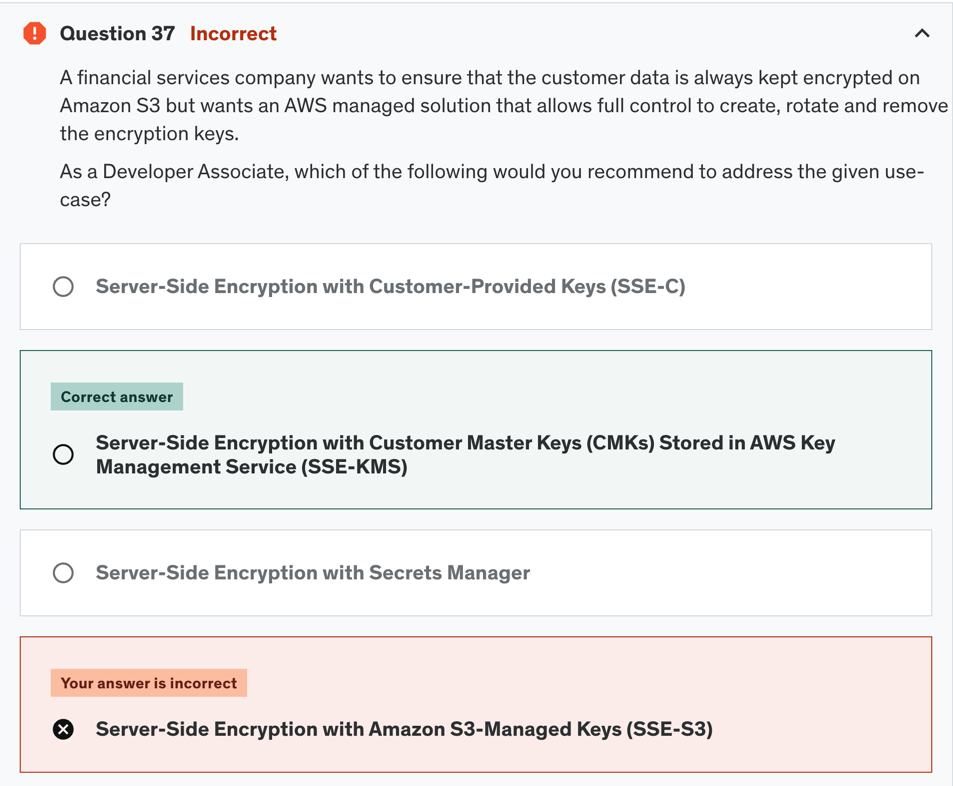 Question 37 Incorrect
A financial services company wants to ensure that the customer data is always kept encrypted on
Amazon S3 but wants an AWS managed solution that allows full control to create, rotate and remove
the encryption keys.
As a Developer Associate, which of the following would you recommend to address the given use-
case?
Server-Side Encryption with Customer-Provided Keys (SSE-C)
Correct answer
Server-Side Encryption with Customer Master Keys (CMKs) Stored in AWS Key
Management Service (SSE-KMS)
Server-Side Encryption with Secrets Manager
Your answer is incorrect
Server-Side Encryption with Amazon S3-Managed Keys (SSE-S3)